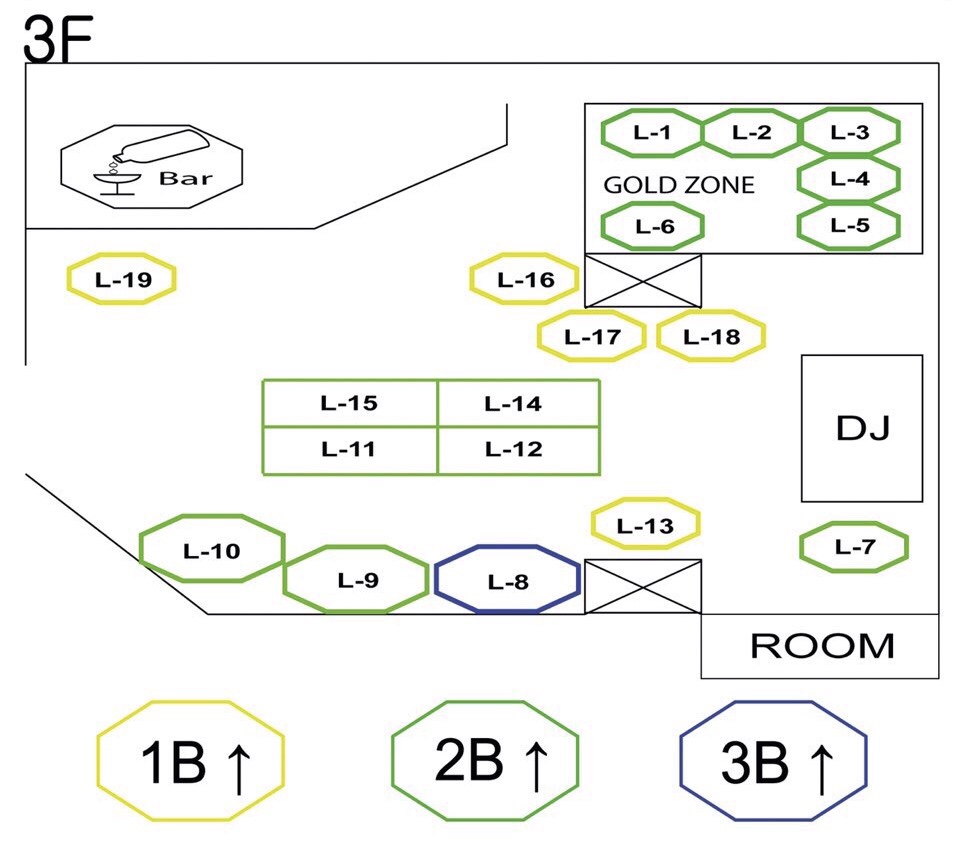 3F
Bar
L-1 L-2 L-3
GOLD ZONE L-4
L-6 L-5
L-19 L-16
L-17 L-18
L-15 L-14
DJ
L-11 L-12
L-13
L-10 L-7
L-9 L-8
ROOM
1B ↑ 2B ↑ 3B ↑